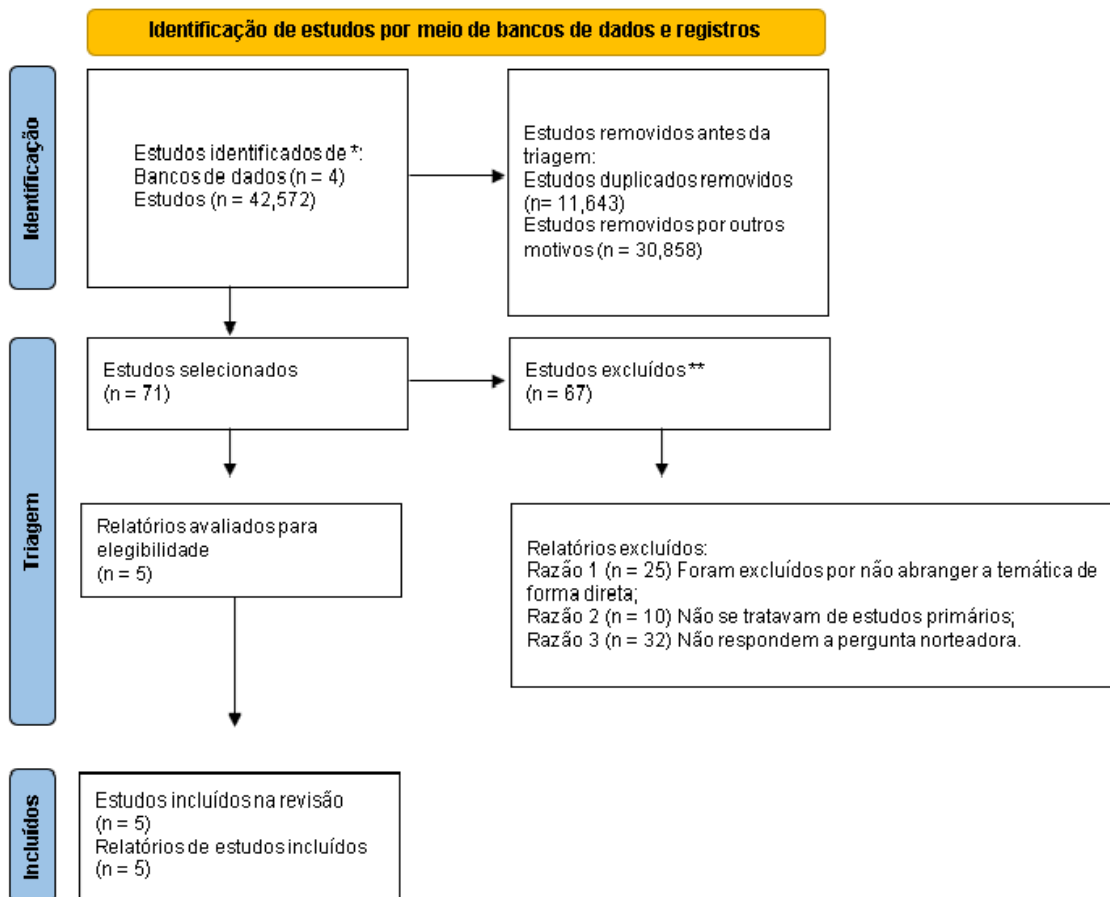 Identificação de estudos por meio de bancos de dados e registros
Identificação
Estudos identificados de *:
Bancos de dados (n = 4)
Estudos (n = 42,572)
Estudos removidos antes da
triagem:
Estudos duplicados removidos
(n= 11,643)
Estudos removidos por outros
motivos (n = 30,858)
Triagem
Estudos selecionados
(n = 71)
Estudos excluídos**
(n = 67)
Relatórios avaliados para
elegibilidade
(n = 5)
Relatórios excluídos:
Razão 1 (n = 25) Foram excluídos por não abranger a temática de
forma direta;
Razão 2 (n = 10) Não se tratavam de estudos primários;
Razão 3 (n = 32) Não respondem a pergunta norteadora.
Incluídos
Estudos incluídos na revisão
(n = 5)
Relatórios de estudos incluídos
(n = 5)